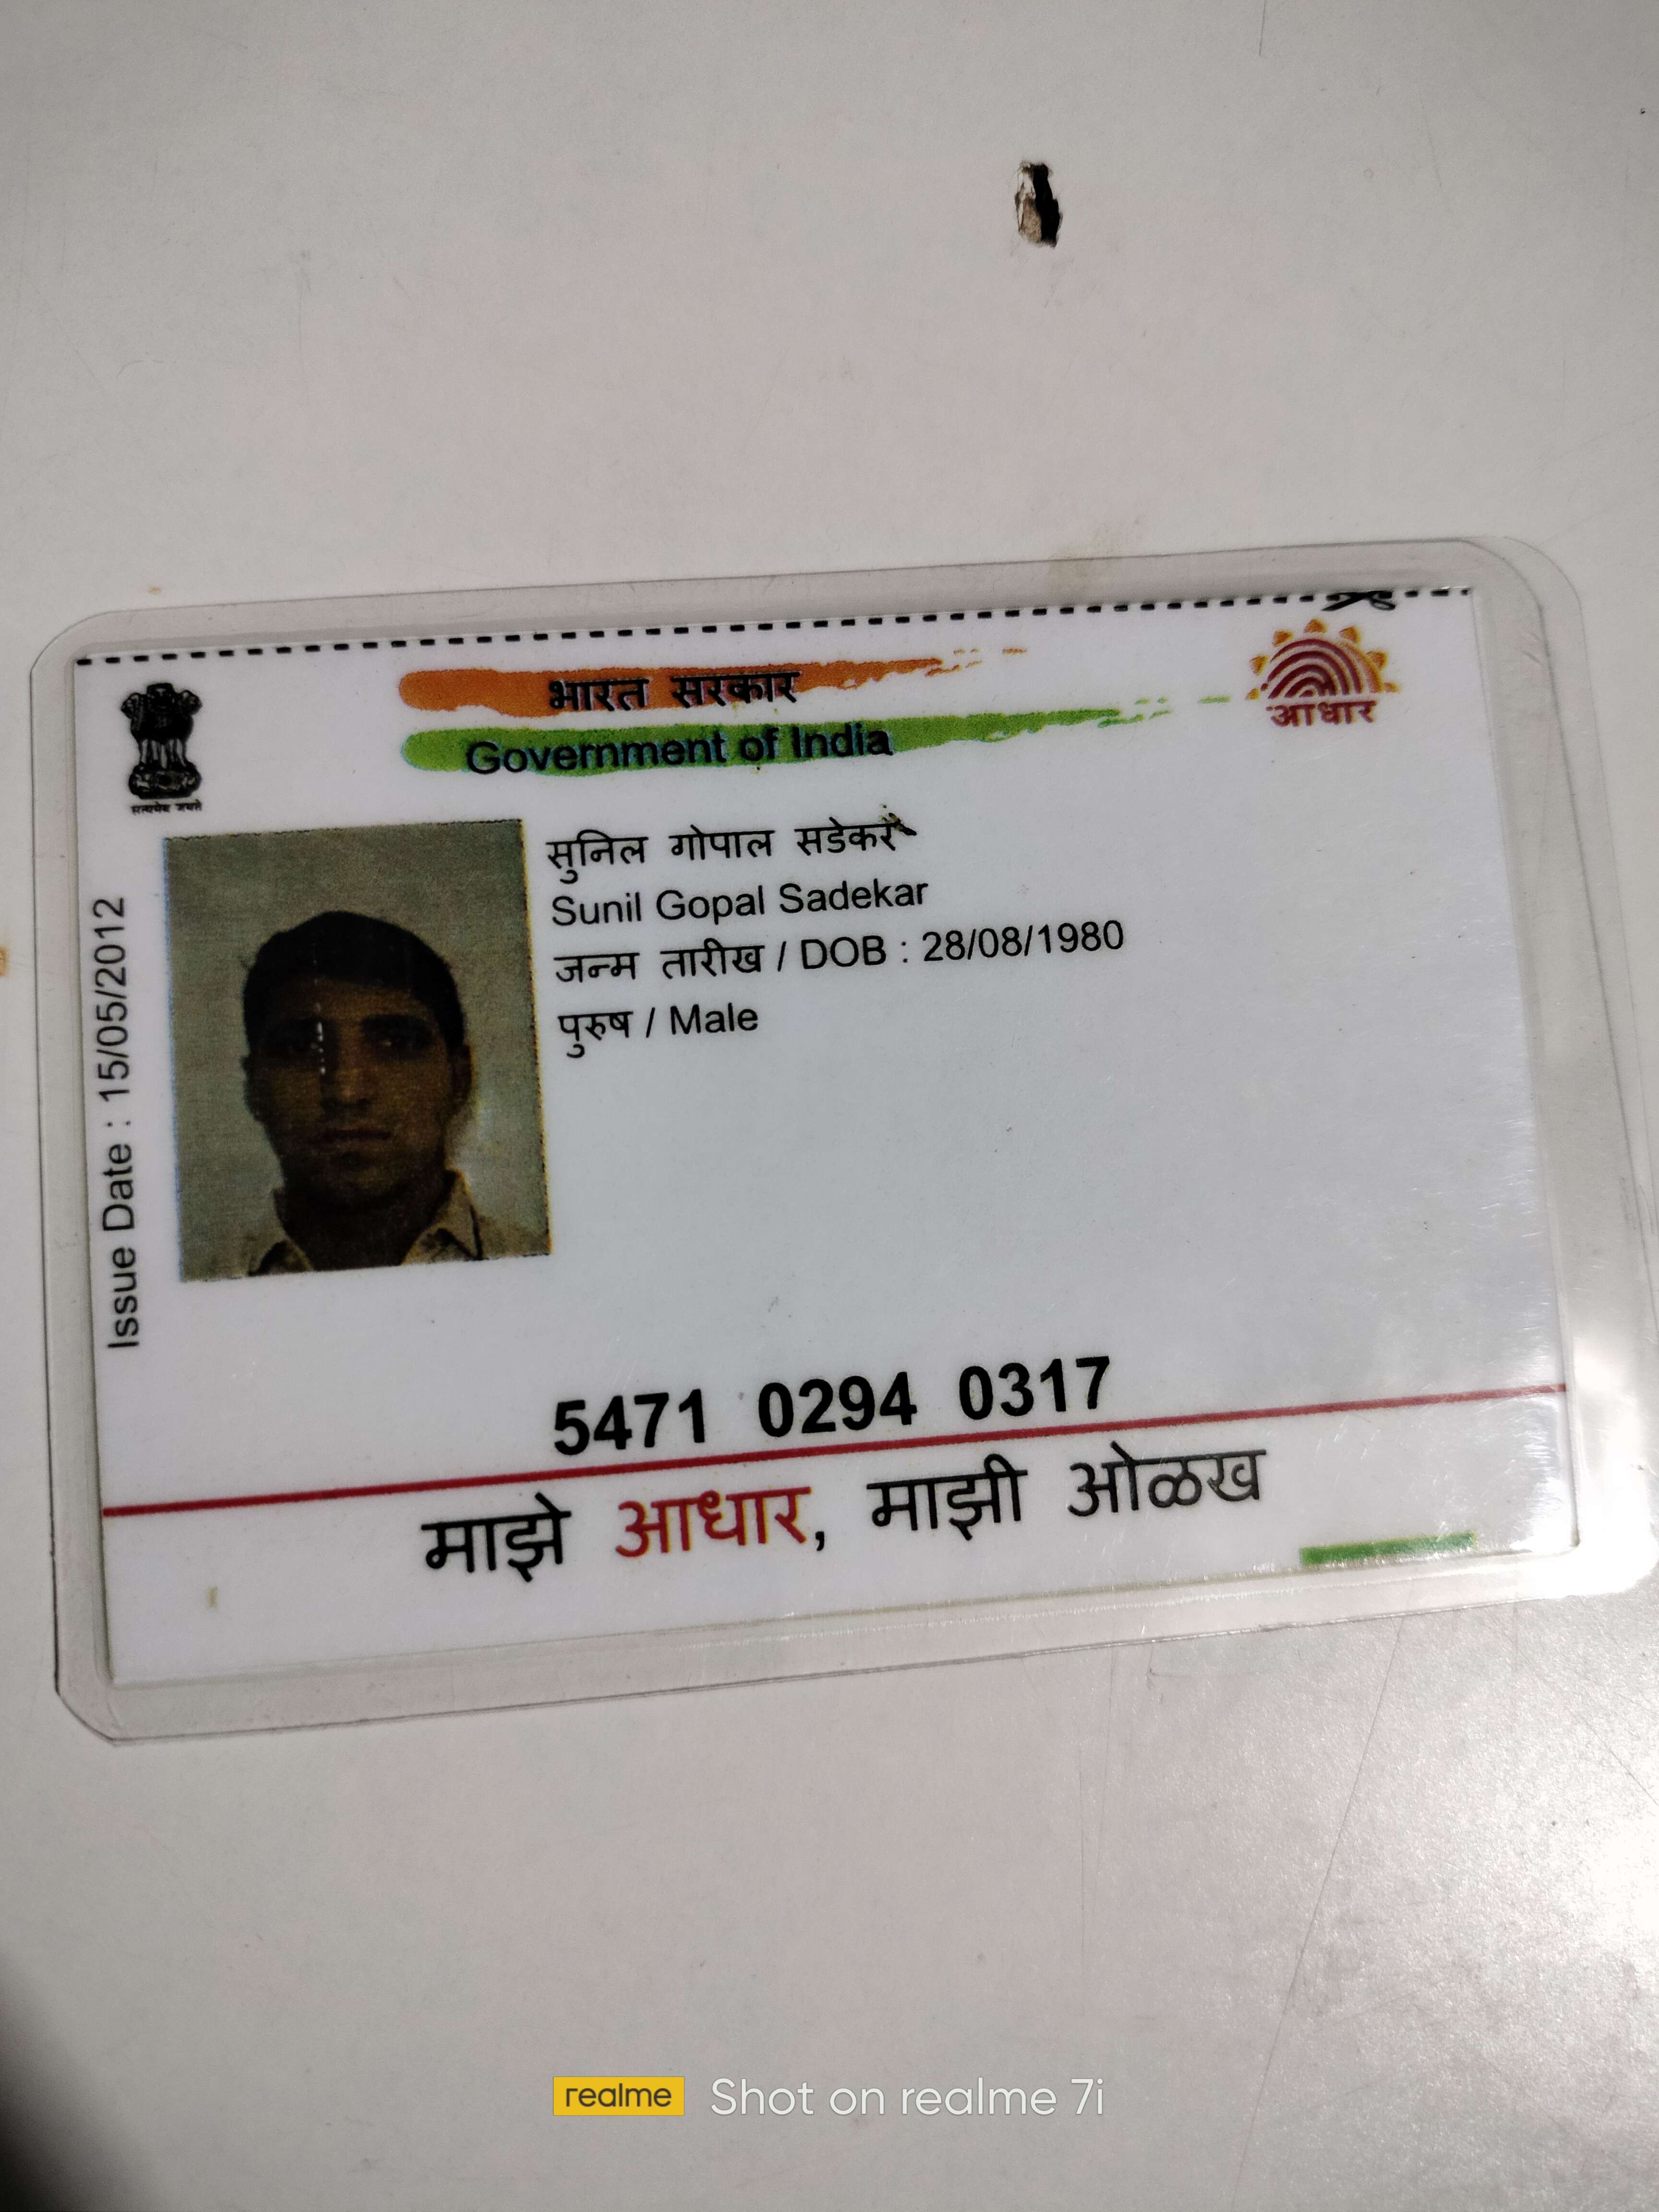 भारत सरकार
Government of India
आधार
सत्यमेव जयते
सुनिल गोपाल सडेकर
Sunil Gopal Sadekar
जन्म तारीख / DOB : 28/08/1980
पुरुष / Male
Issue Date : 15/05/2012
5471 0294 0317
माझे आधार, माझी ओळख
realme Shot on realme 7i